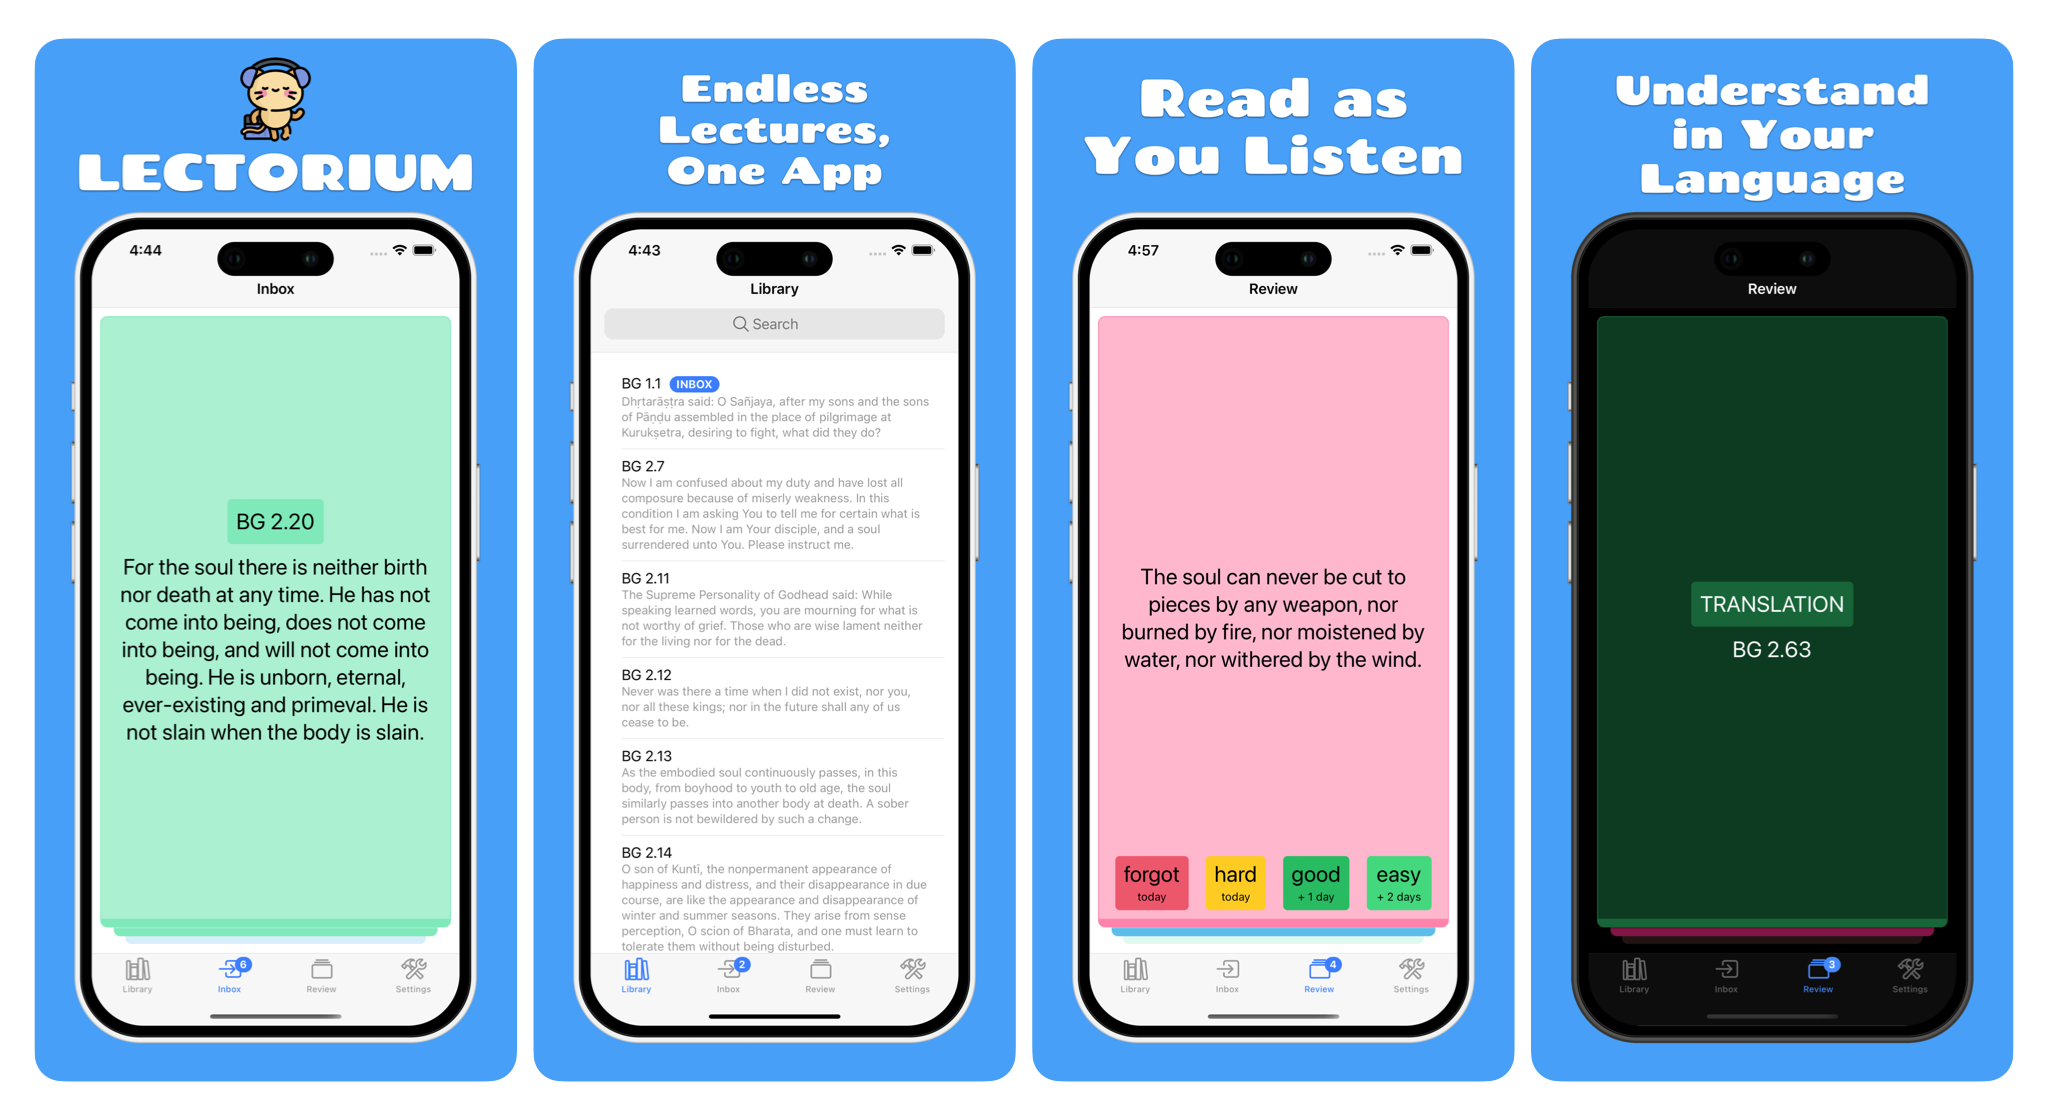 LECTORIUM
4:44
Inbox
BG 2.20
For the soul there is neither birth
nor death at any time. He has not
come into being, does not come
into being, and will not come into
being. He is unborn, eternal,
ever-existing and primeval. He is
not slain when the body is slain.
6
Library
Inbox
Review
Settings
Endless
Lectures,
One App
4:43
Library
Search
BG 1.1 INBOX
Dhṛtarāṣṭra said: O Sañjaya, after my sons and the sons
of Pāṇḍu assembled in the place of pilgrimage at
Kurukṣetra, desiring to fight, what did they do?
BG 2.7
Now I am confused about my duty and have lost all
composure because of miserly weakness. In this
condition I am asking You to tell me for certain what is
best for me. Now I am Your disciple, and a soul
surrendered unto You. Please instruct me.
BG 2.11
The Supreme Personality of Godhead said: While
speaking learned words, you are mourning for what is
not worthy of grief. Those who are wise lament neither
for the living nor for the dead.
BG 2.12
Never was there a time when I did not exist, nor you,
nor all these kings; nor in the future shall any of us
cease to be.
BG 2.13
As the embodied soul continuously passes, in this
body, from boyhood to youth to old age, the soul
similarly passes into another body at death. A sober
person is not bewildered by such a change.
BG 2.14
O son of Kuntī, the nonpermanent appearance of
happiness and distress, and their disappearance in due
course, are like the appearance and disappearance of
winter and summer seasons. They arise from sense
perception, O scion of Bharata, and one must learn to
tolerate them without being disturbed.
2
Library
Inbox
Review
Settings
Read as
You Listen
4:57
Review
The soul can never be cut to
pieces by any weapon, nor
burned by fire, nor moistened by
water, nor withered by the wind.
forgot
today
hard
today
good
+ 1 day
easy
+ 2 days
4
Library
Inbox
Review
Settings
Understand
in Your
Language
Review
TRANSLATION
BG 2.63
3
Library
Inbox
Review
Settings